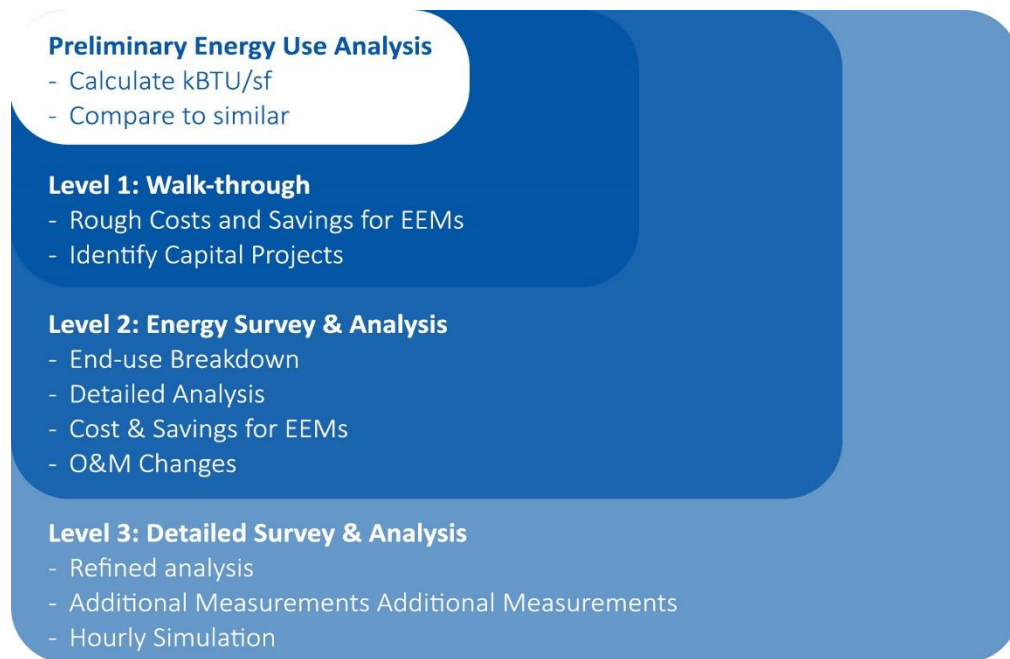 Preliminary Energy Use Analysis
- Calculate kBTU/sf
- Compare to similar
Level 1: Walk-through
- Rough Costs and Savings for EEMs
- Identify Capital Projects
Level 2: Energy Survey & Analysis
- End-use Breakdown
- Detailed Analysis
- Cost & Savings for EEMs
- O&M Changes
Level 3: Detailed Survey & Analysis
- Refined analysis
- Additional Measurements Additional Measurements
- Hourly Simulation